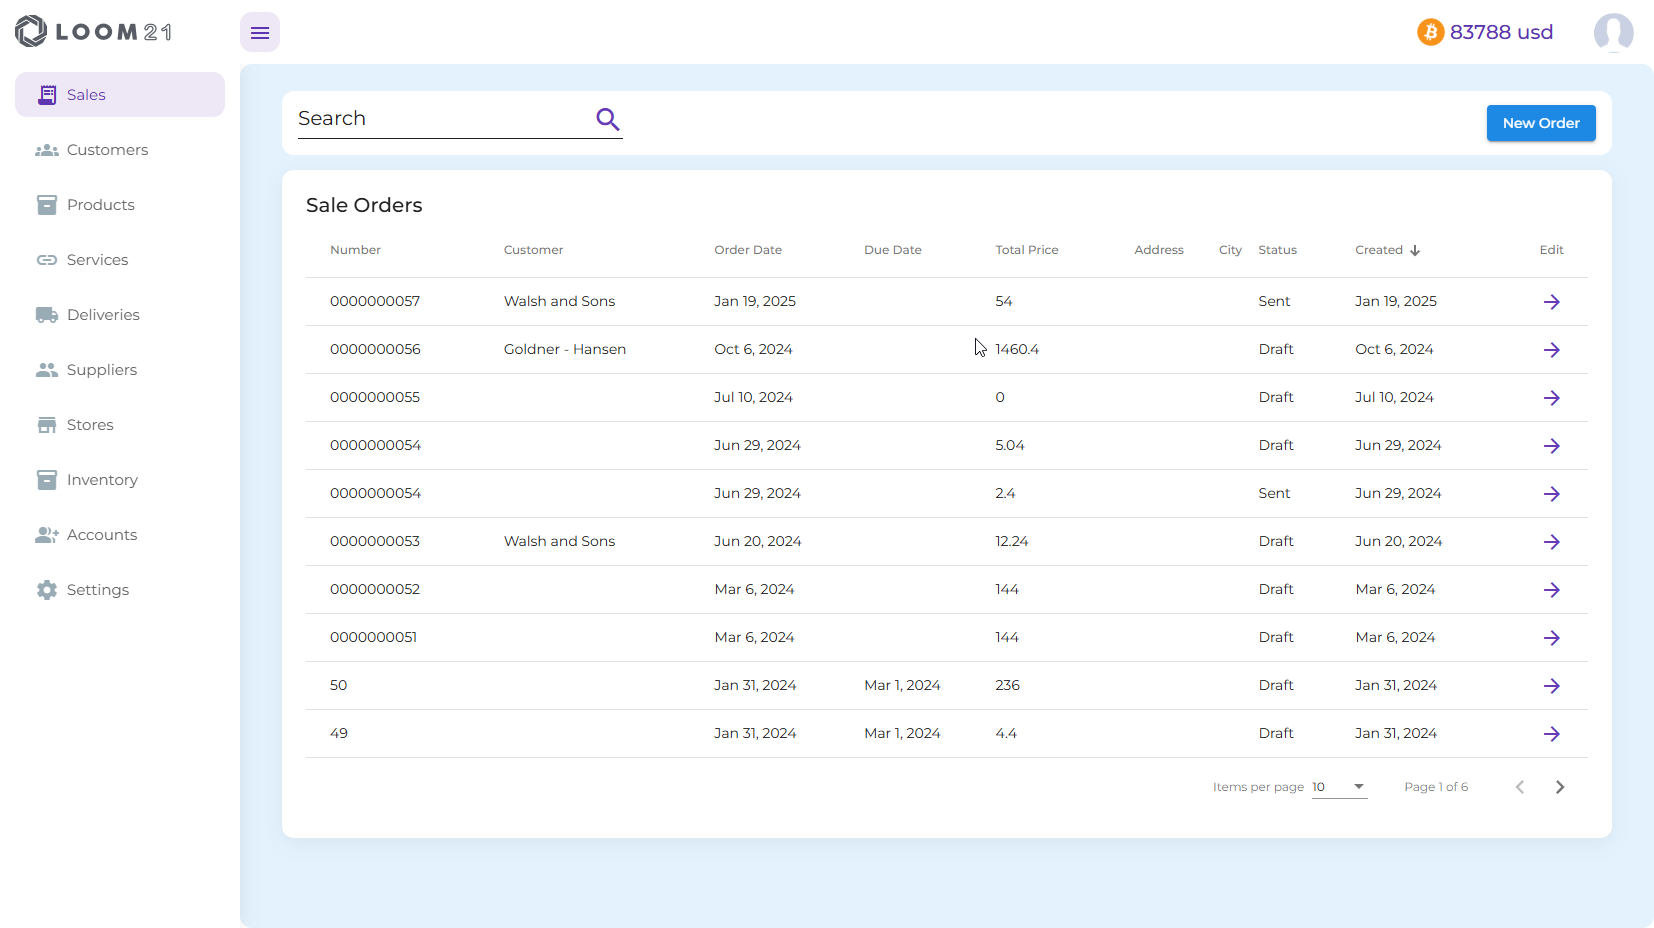 LOOM 21
83788 usd
Sales
Customers
Products
Services
Deliveries
Suppliers
Stores
Inventory
Accounts
Settings
Search
New Order
Sale Orders
Number Customer Order Date Due Date Total Price Address City Status Created Edit
0000000057 Walsh and Sons Jan 19, 2025 54 Sent Jan 19, 2025
0000000056 Goldner - Hansen Oct 6, 2024 1460.4 Draft Oct 6, 2024
0000000055 Jul 10, 2024 0 Draft Jul 10, 2024
0000000054 Jun 29, 2024 5.04 Draft Jun 29, 2024
0000000054 Jun 29, 2024 2.4 Sent Jun 29, 2024
0000000053 Walsh and Sons Jun 20, 2024 12.24 Draft Jun 20, 2024
0000000052 Mar 6, 2024 144 Draft Mar 6, 2024
0000000051 Mar 6, 2024 144 Draft Mar 6, 2024
50 Jan 31, 2024 Mar 1, 2024 236 Draft Jan 31, 2024
49 Jan 31, 2024 Mar 1, 2024 4.4 Draft Jan 31, 2024
Items per page 10 Page 1 of 6